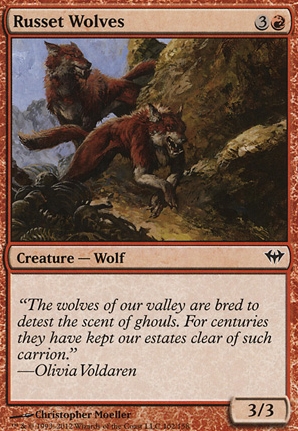 Russet Wolves 3
Creature — Wolf
“The wolves of our valley are bred to
detest the scent of ghouls. For centuries
they have kept our estates clear of such
carrion.”
—Olivia Voldaren
Christopher Moeller
3/3